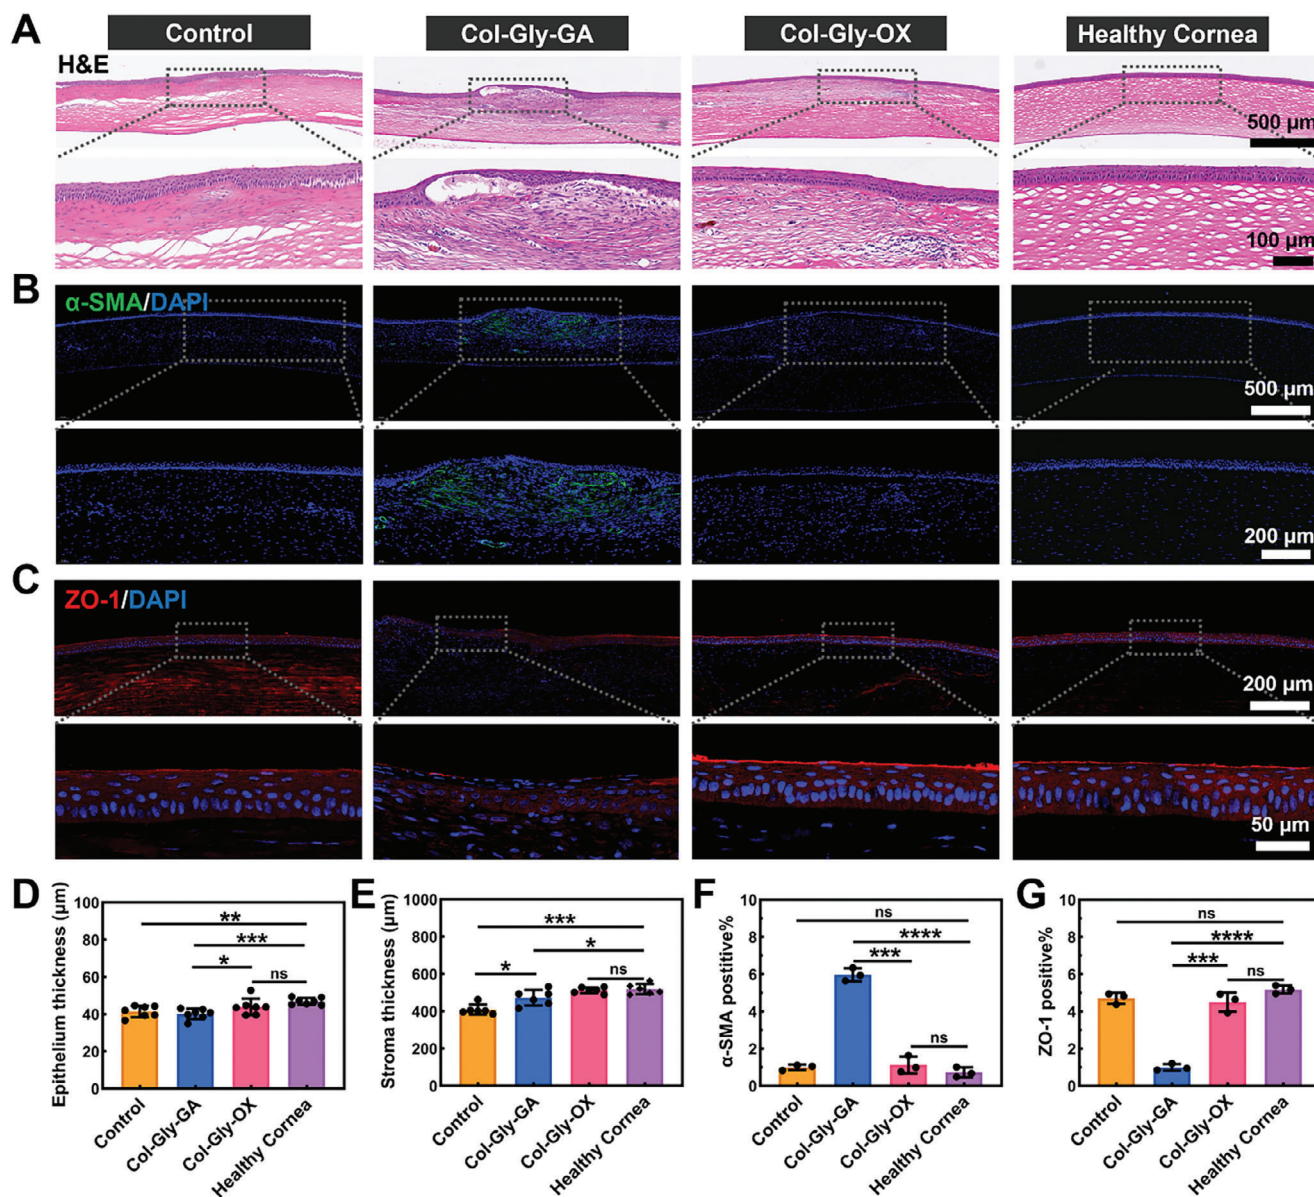 A
Control
Col-Gly-GA
Col-Gly-OX
Healthy Cornea
H&E
500 µm
100 µm
B
α-SMA/DAPI
500 µm
200 µm
C
ZO-1/DAPI
200 µm
50 µm
D
Epithelium thickness (µm)
100
80
60
40
20
0
**
***
*
ns
Control
Col-Gly-GA
Col-Gly-OX
Healthy Cornea
E
Stroma thickness (µm)
1000
800
600
400
200
0
***
*
*
ns
Control
Col-Gly-GA
Col-Gly-OX
Healthy Cornea
F
α-SMA postitive%
10
8
6
4
2
0
ns
****
***
ns
Control
Col-Gly-GA
Col-Gly-OX
Healthy Cornea
G
ZO-1 positive%
10
8
6
4
2
0
ns
****
***
ns
Control
Col-Gly-GA
Col-Gly-OX
Healthy Cornea